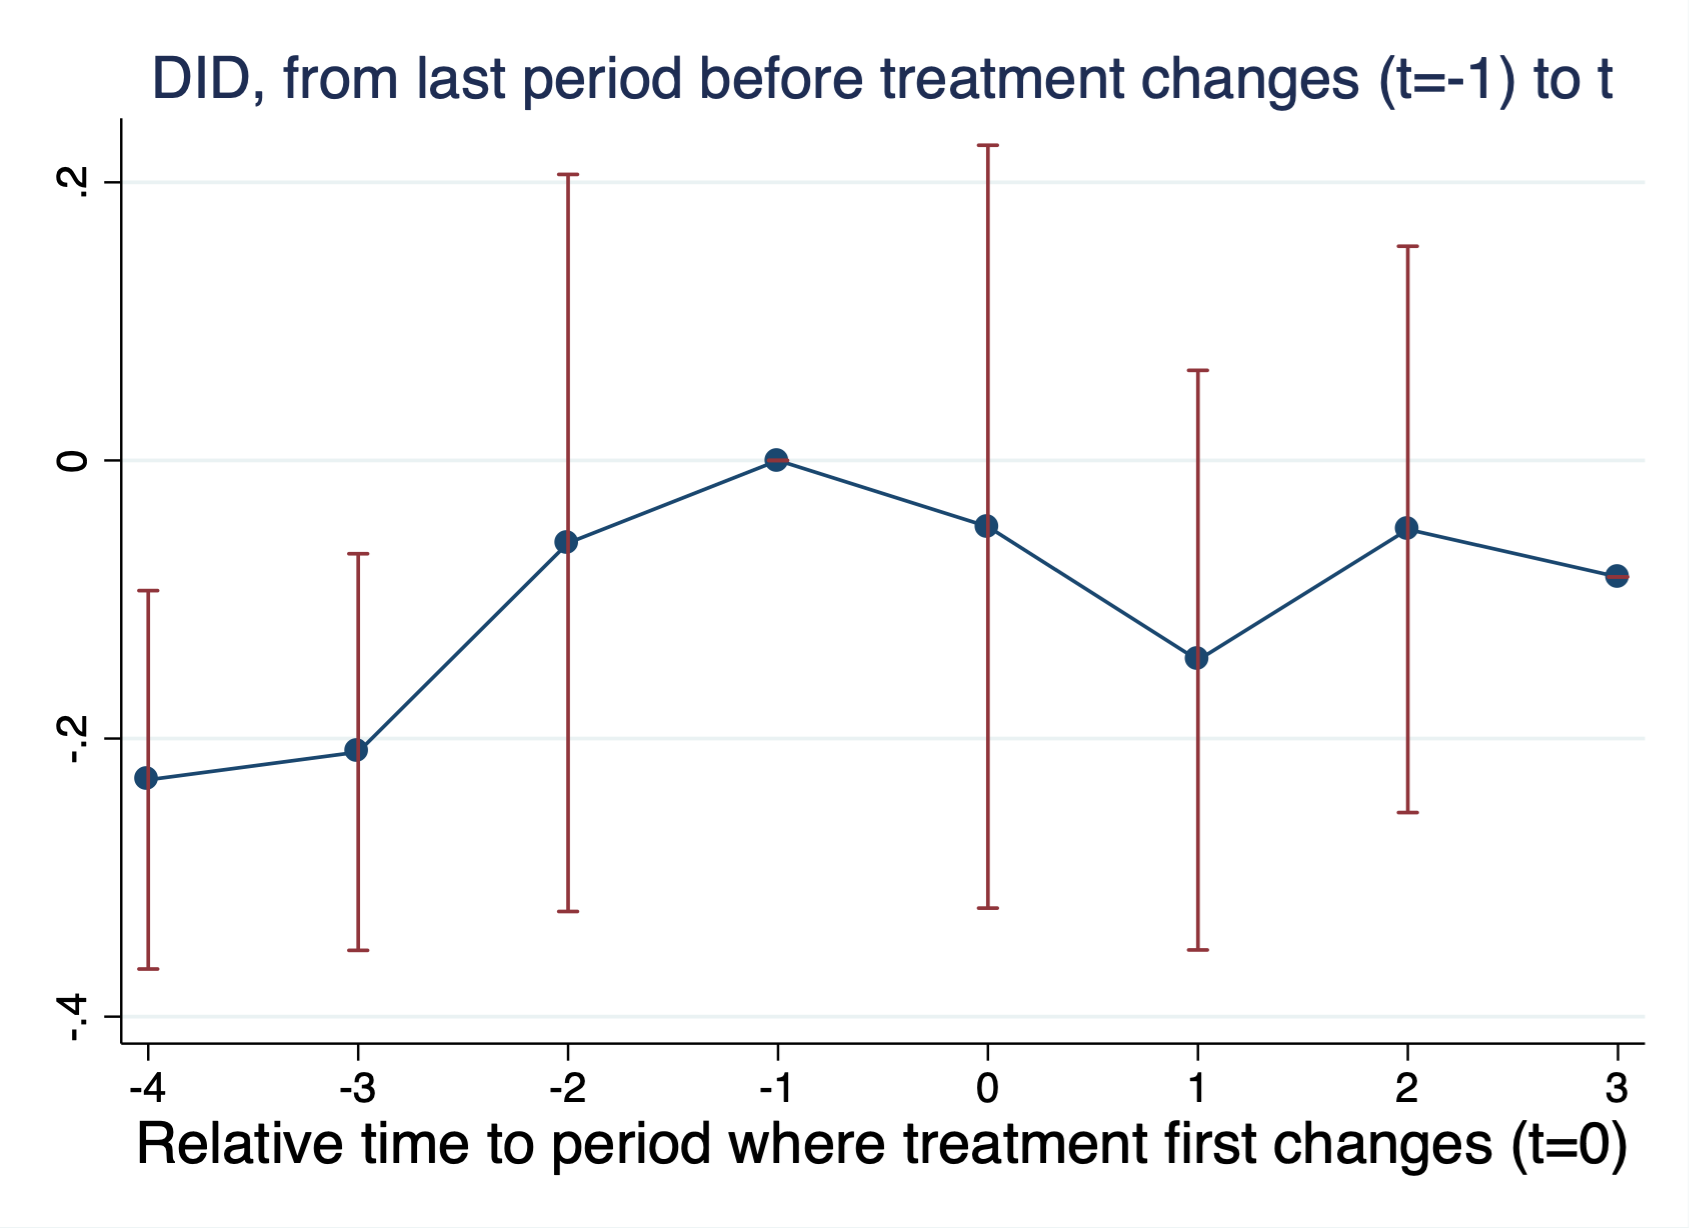 DID, from last period before treatment changes (t=-1) to t
.2
0
-.2
-.4
-4 -3 -2 -1 0 1 2 3
Relative time to period where treatment first changes (t=0)